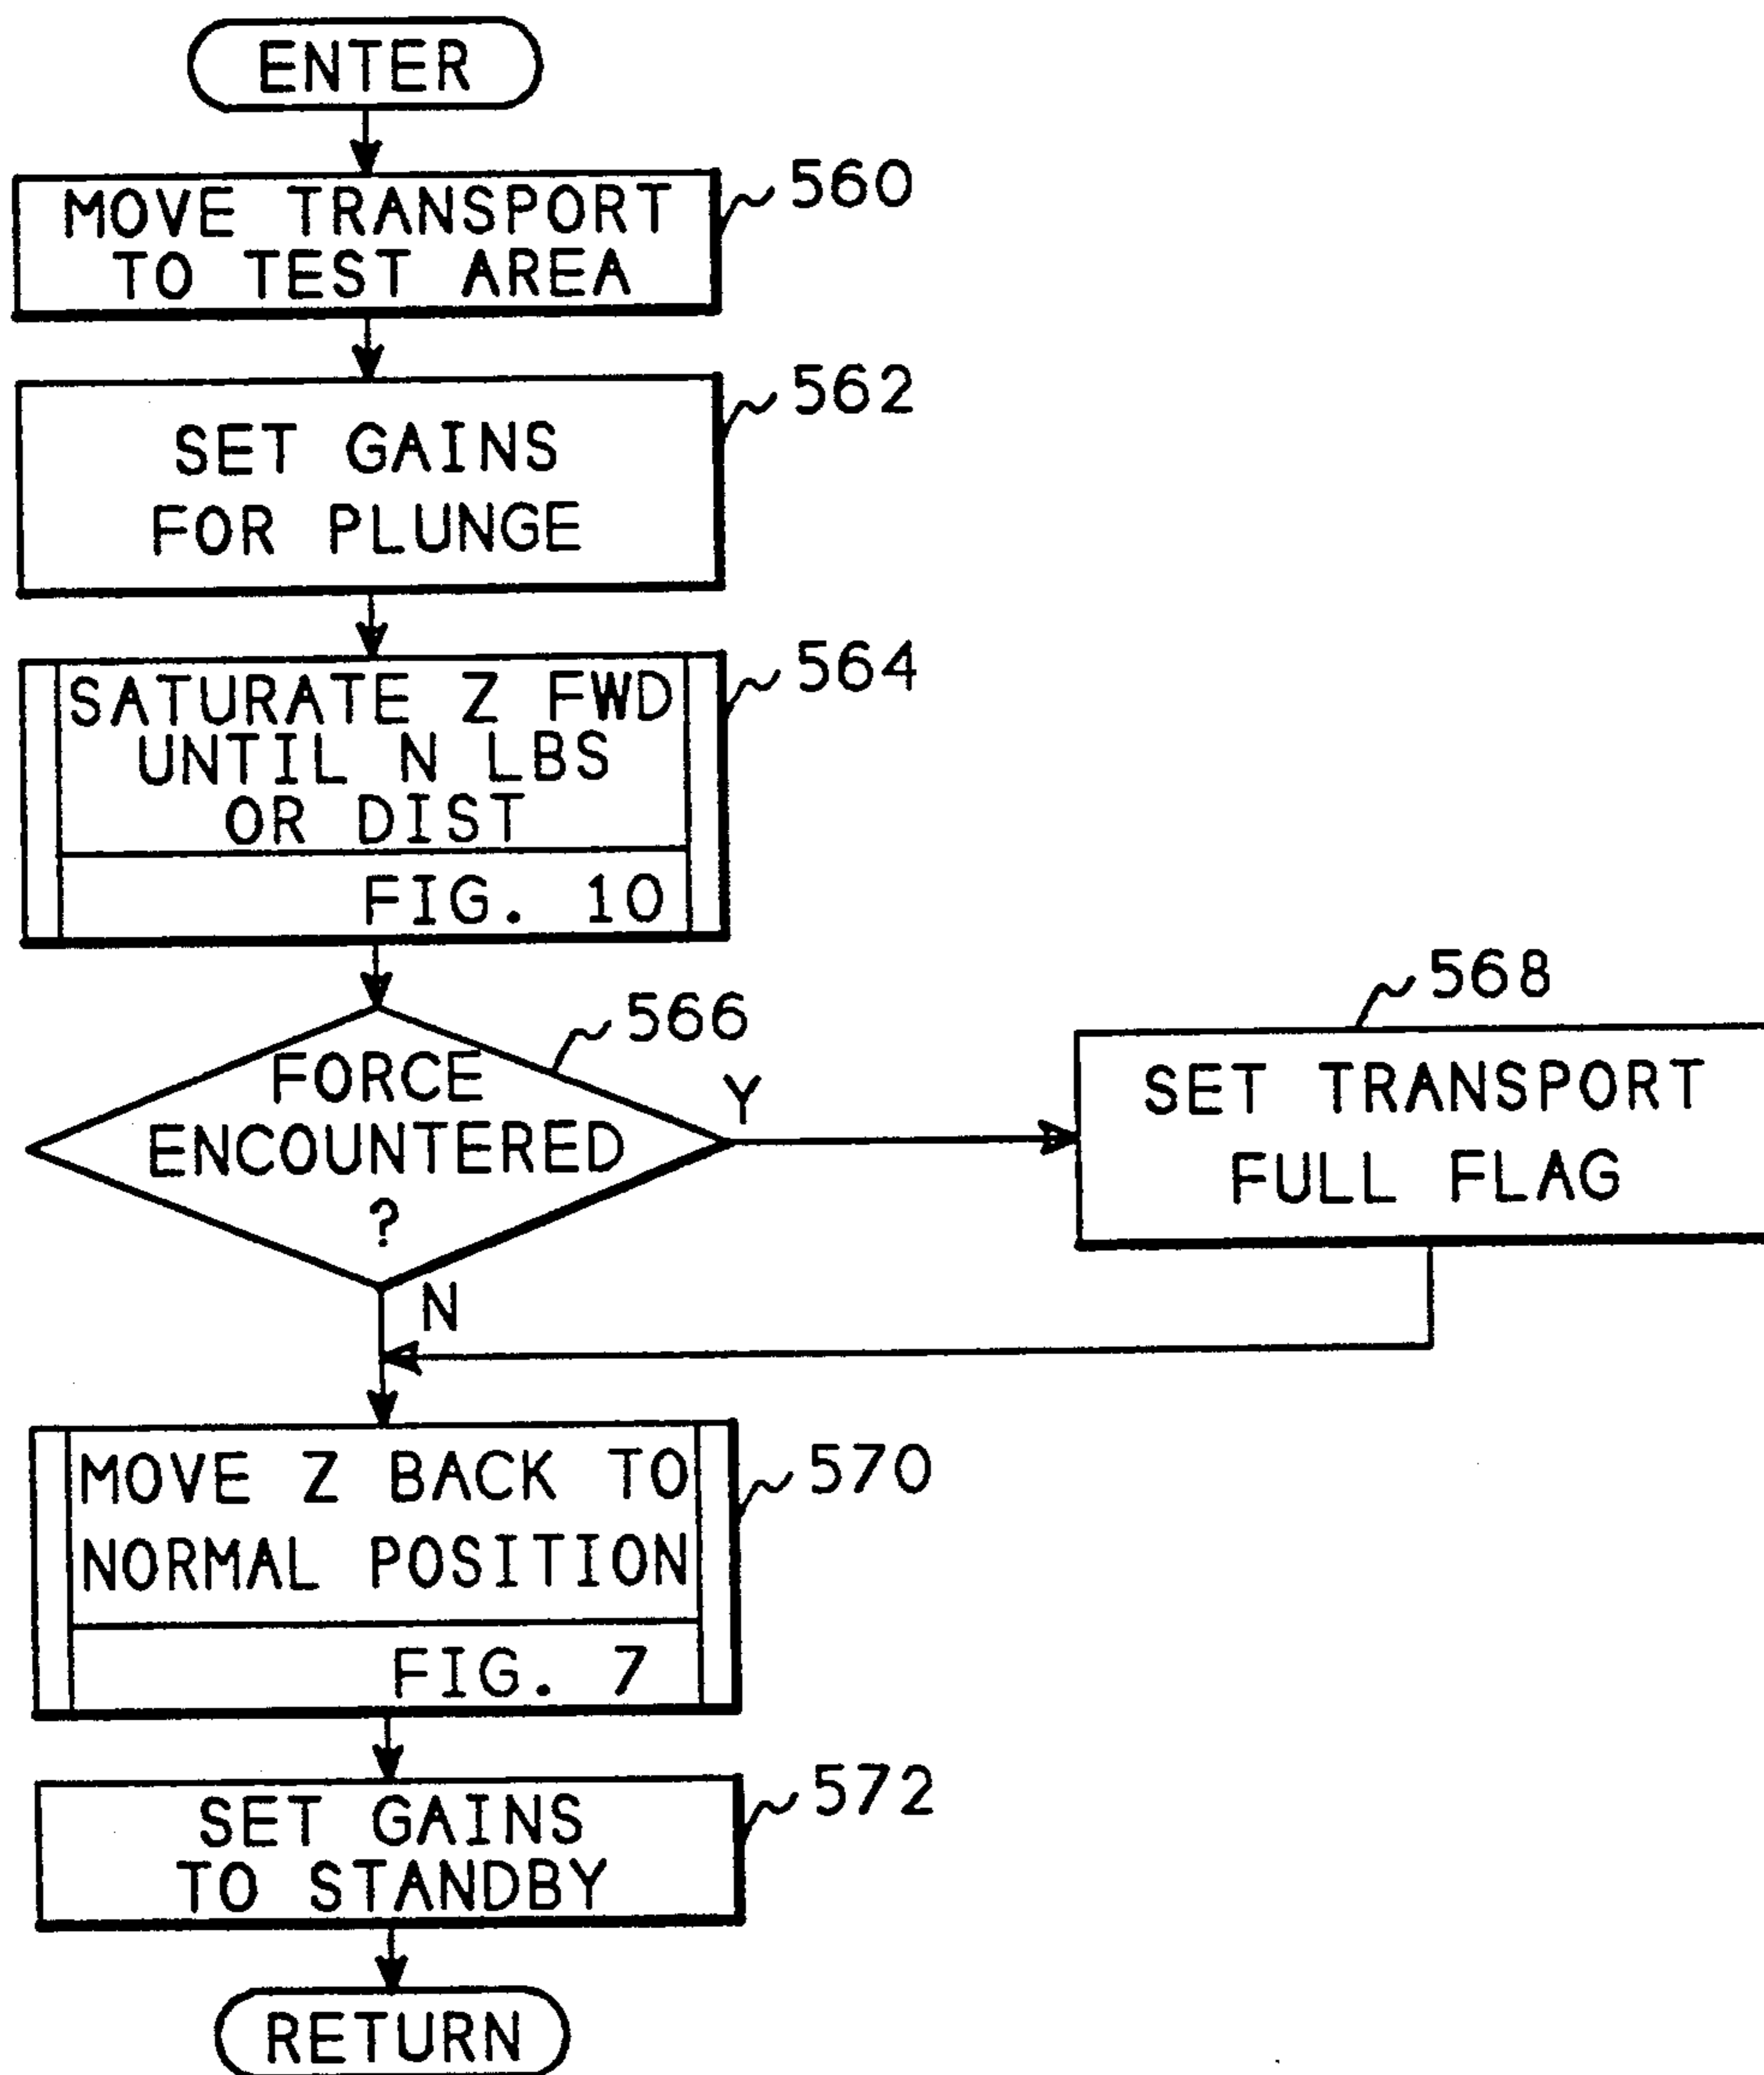 ENTER
MOVE TRANSPORT
TO TEST AREA
560
SET GAINS
FOR PLUNGE
562
SATURATE Z FWD
UNTIL N LBS
OR DIST
FIG. 10
564
FORCE
ENCOUNTERED
?
566
Y
N
SET TRANSPORT
FULL FLAG
568
MOVE Z BACK TO
NORMAL POSITION
FIG. 7
570
SET GAINS
TO STANDBY
572
RETURN